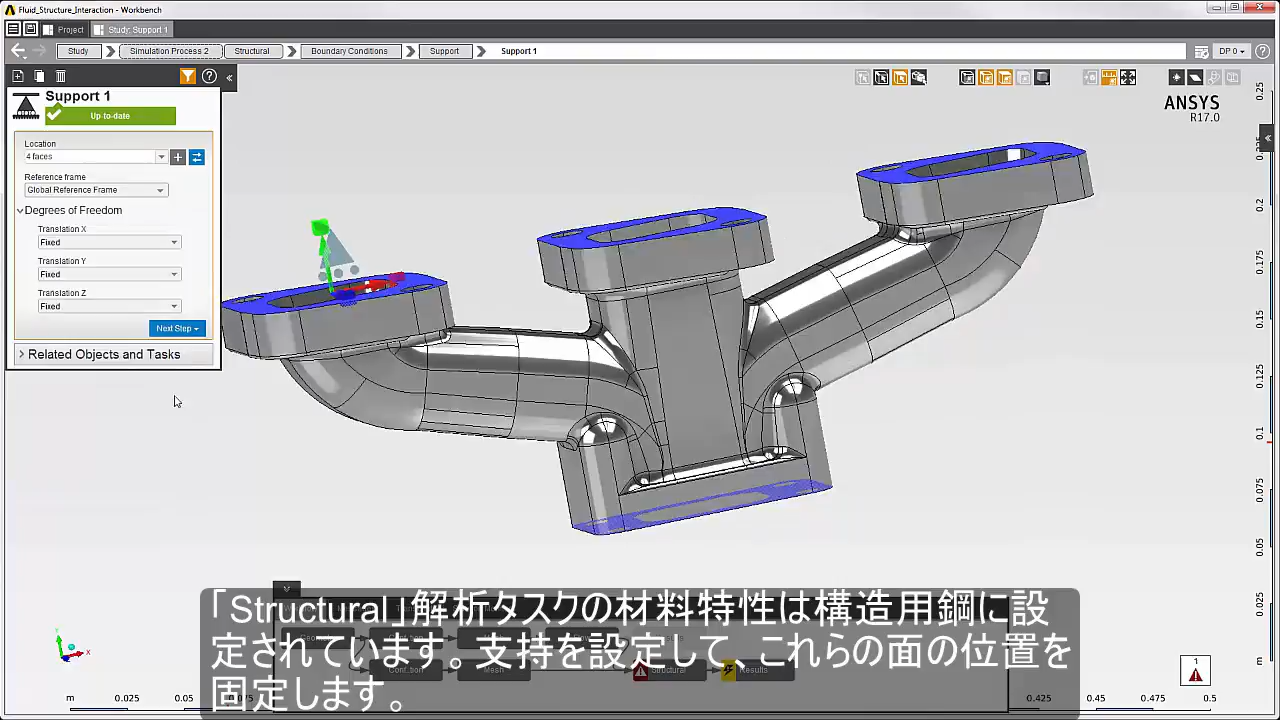 Fluid_Structure_Interaction - Workbench
Project
Study: Support 1
Study
Simulation Process 2
Structural
Boundary Conditions
Support
Support 1
DP 0
Support 1
Up-to-date
Location
4 faces
Reference frame
Global Reference Frame
Degrees of Freedom
Translation X
Fixed
Translation Y
Fixed
Translation Z
Fixed
Next Step
Related Objects and Tasks
ANSYS
R17.0
0.25
0.2
0.175
0.15
0.125
0.1
0.075
0.05
0.025
m
「Structural」解析タスクの材料特性は構造用鋼に設
定されています。支持を設定して、これらの面の位置を
固定します。
Mesh
Structural
Results
1
X
m
0.025
0.05
0.425
0.45
0.475
0.5